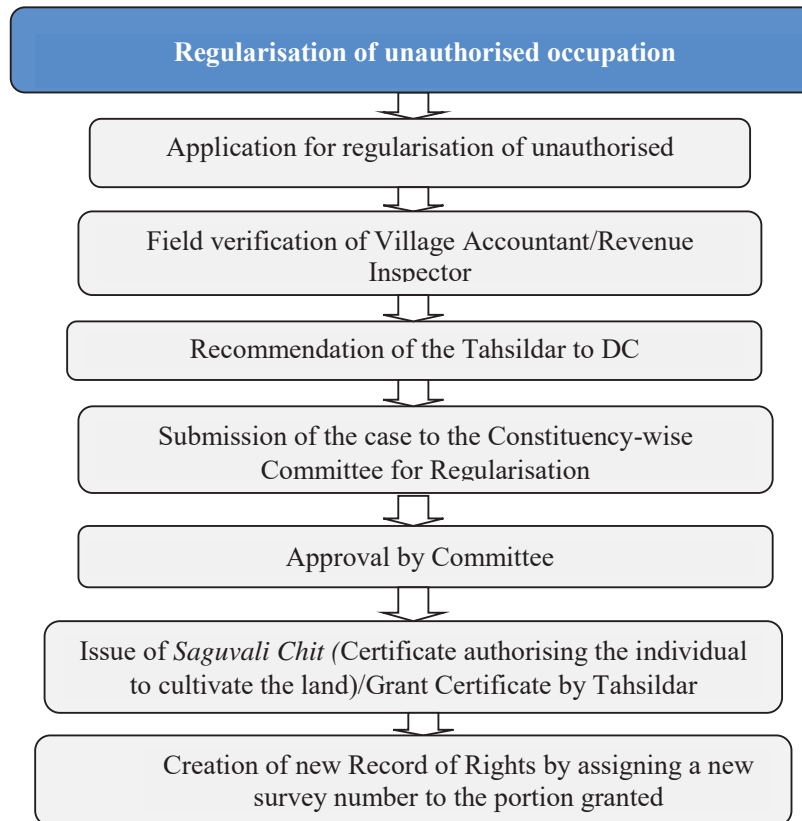 Regularisation of unauthorised occupation
Application for regularisation of unauthorised
Field verification of Village Accountant/Revenue
Inspector
Recommendation of the Tahsildar to DC
Submission of the case to the Constituency-wise
Committee for Regularisation
Approval by Committee
Issue of Saguvali Chit (Certificate authorising the individual
to cultivate the land)/Grant Certificate by Tahsildar
Creation of new Record of Rights by assigning a new
survey number to the portion granted